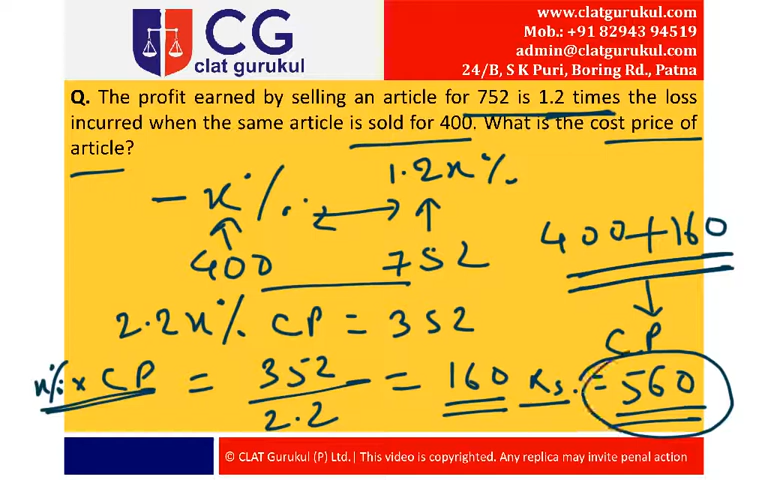 CG
clat gurukul
www.clatgurukul.com
Mob.: +91 82943 94519
admin@clatgurukul.com
24/B, S K Puri, Boring Rd., Patna
Q. The profit earned by selling an article for 752 is 1.2 times the loss
incurred when the same article is sold for 400. What is the cost price of
article?
-x% 1.2x%
400 752
400+160
2.2x% CP = 352
CP
x% x CP = 352/2.2 = 160 Rs. = 560
© CLAT Gurukul (P) Ltd.| This video is copyrighted. Any replica may invite penal action